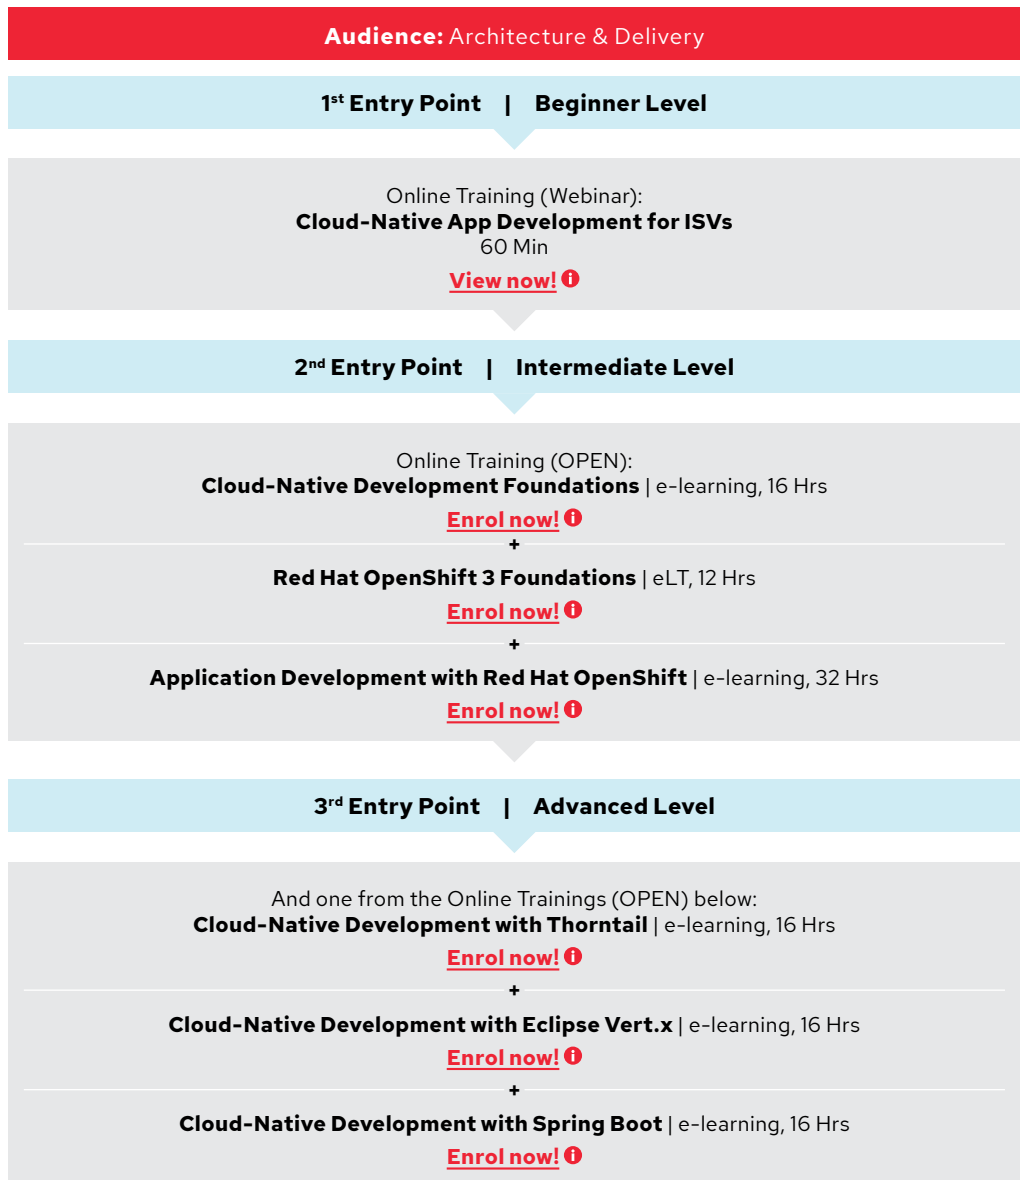 Audience: Architecture & Delivery
1st Entry Point | Beginner Level
Online Training (Webinar):
Cloud-Native App Development for ISVs
60 Min
View now! i
2nd Entry Point | Intermediate Level
Online Training (OPEN):
Cloud-Native Development Foundations | e-learning, 16 Hrs
Enrol now! i
+
Red Hat OpenShift 3 Foundations | eLT, 12 Hrs
Enrol now! i
+
Application Development with Red Hat OpenShift | e-learning, 32 Hrs
Enrol now! i
3rd Entry Point | Advanced Level
And one from the Online Trainings (OPEN) below:
Cloud-Native Development with Thorntail | e-learning, 16 Hrs
Enrol now! i
+
Cloud-Native Development with Eclipse Vert.x | e-learning, 16 Hrs
Enrol now! i
+
Cloud-Native Development with Spring Boot | e-learning, 16 Hrs
Enrol now! i